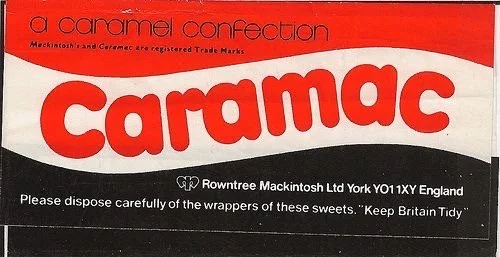 a caramel confection
Mackintosh's and Caramac are registered Trade Marks
Caramac
Rowntree Mackintosh Ltd York YO1 1XY England
Please dispose carefully of the wrappers of these sweets. "Keep Britain Tidy"